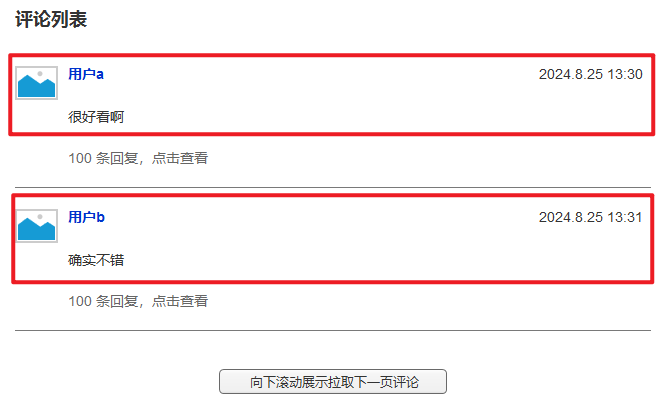 评论列表
用户a 2024.8.25 13:30
很好看啊
100 条回复，点击查看
用户b 2024.8.25 13:31
确实不错
100 条回复，点击查看
向下滚动展示拉取下一页评论